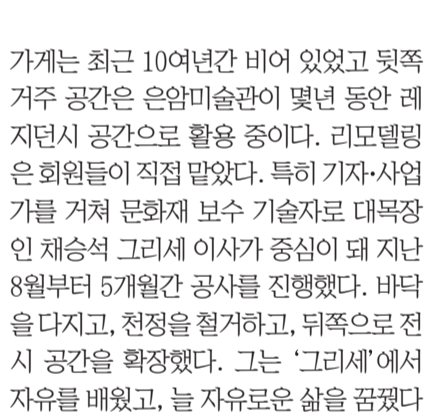 가게는 최근 10여년간 비어 있었고 뒷쪽
거주 공간은 은암미술관이 몇년 동안 레
지던시 공간으로 활용 중이다. 리모델링
은 회원들이 직접 맡았다. 특히 기자·사업
가를 거쳐 문화재 보수 기술자로 대목장
인 채승석 그리세 이사가 중심이 돼 지난
8월부터 5개월간 공사를 진행했다. 바닥
을 다지고, 천정을 철거하고, 뒤쪽으로 전
시 공간을 확장했다. 그는 ‘그리세’에서
자유를 배웠고, 늘 자유로운 삶을 꿈꿨다